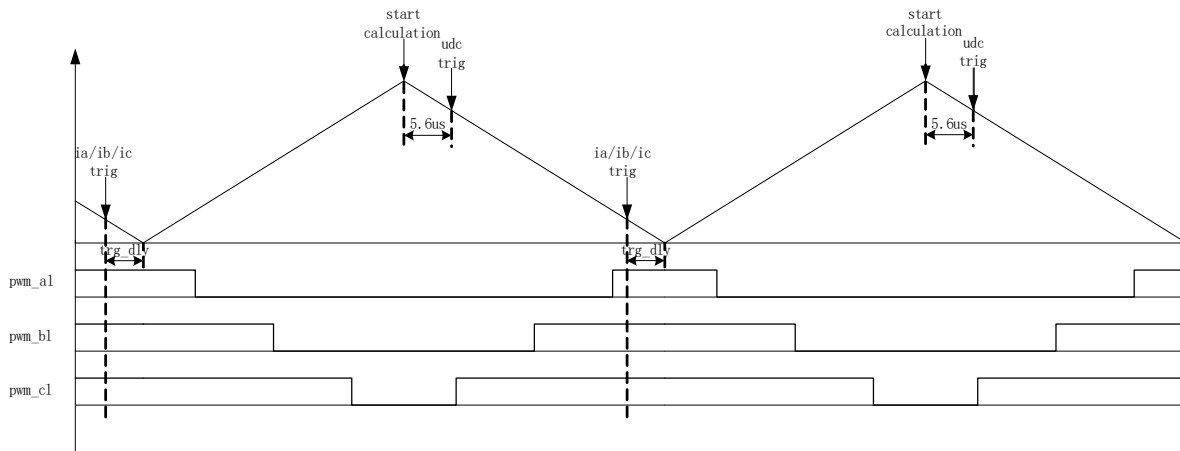 start
calculation
udc
trig
5.6us
start
calculation
udc
trig
5.6us
ia/ib/ic
trig
ia/ib/ic
trig
trg_dly
trg_dly
pwm_al
pwm_bl
pwm_cl